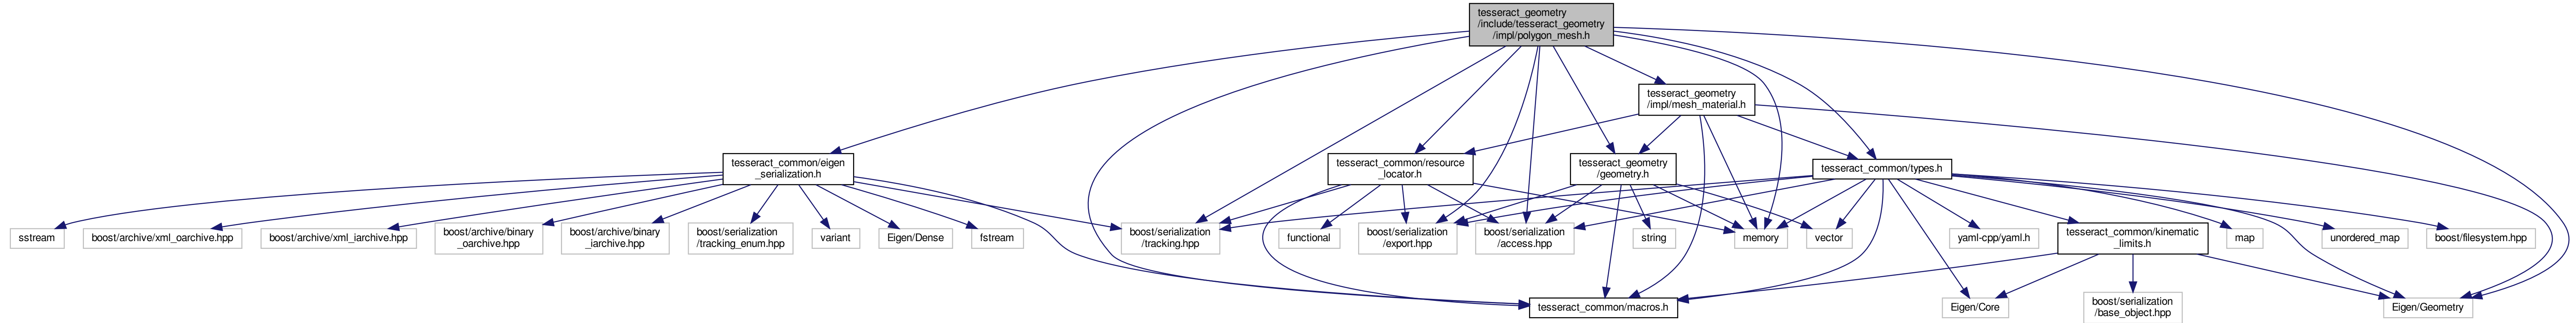 tesseract_geometry
/include/tesseract_geometry
/impl/polygon_mesh.h
tesseract_geometry
/impl/mesh_material.h
tesseract_common/eigen
_serialization.h
tesseract_common/resource
_locator.h
tesseract_geometry
/geometry.h
tesseract_common/types.h
sstream
boost/archive/xml_oarchive.hpp
boost/archive/xml_iarchive.hpp
boost/archive/binary
_oarchive.hpp
boost/archive/binary
_iarchive.hpp
boost/serialization
/tracking_enum.hpp
variant
Eigen/Dense
fstream
boost/serialization
/tracking.hpp
functional
boost/serialization
/export.hpp
boost/serialization
/access.hpp
string
memory
vector
yaml-cpp/yaml.h
tesseract_common/kinematic
_limits.h
map
unordered_map
boost/filesystem.hpp
tesseract_common/macros.h
Eigen/Core
boost/serialization
/base_object.hpp
Eigen/Geometry